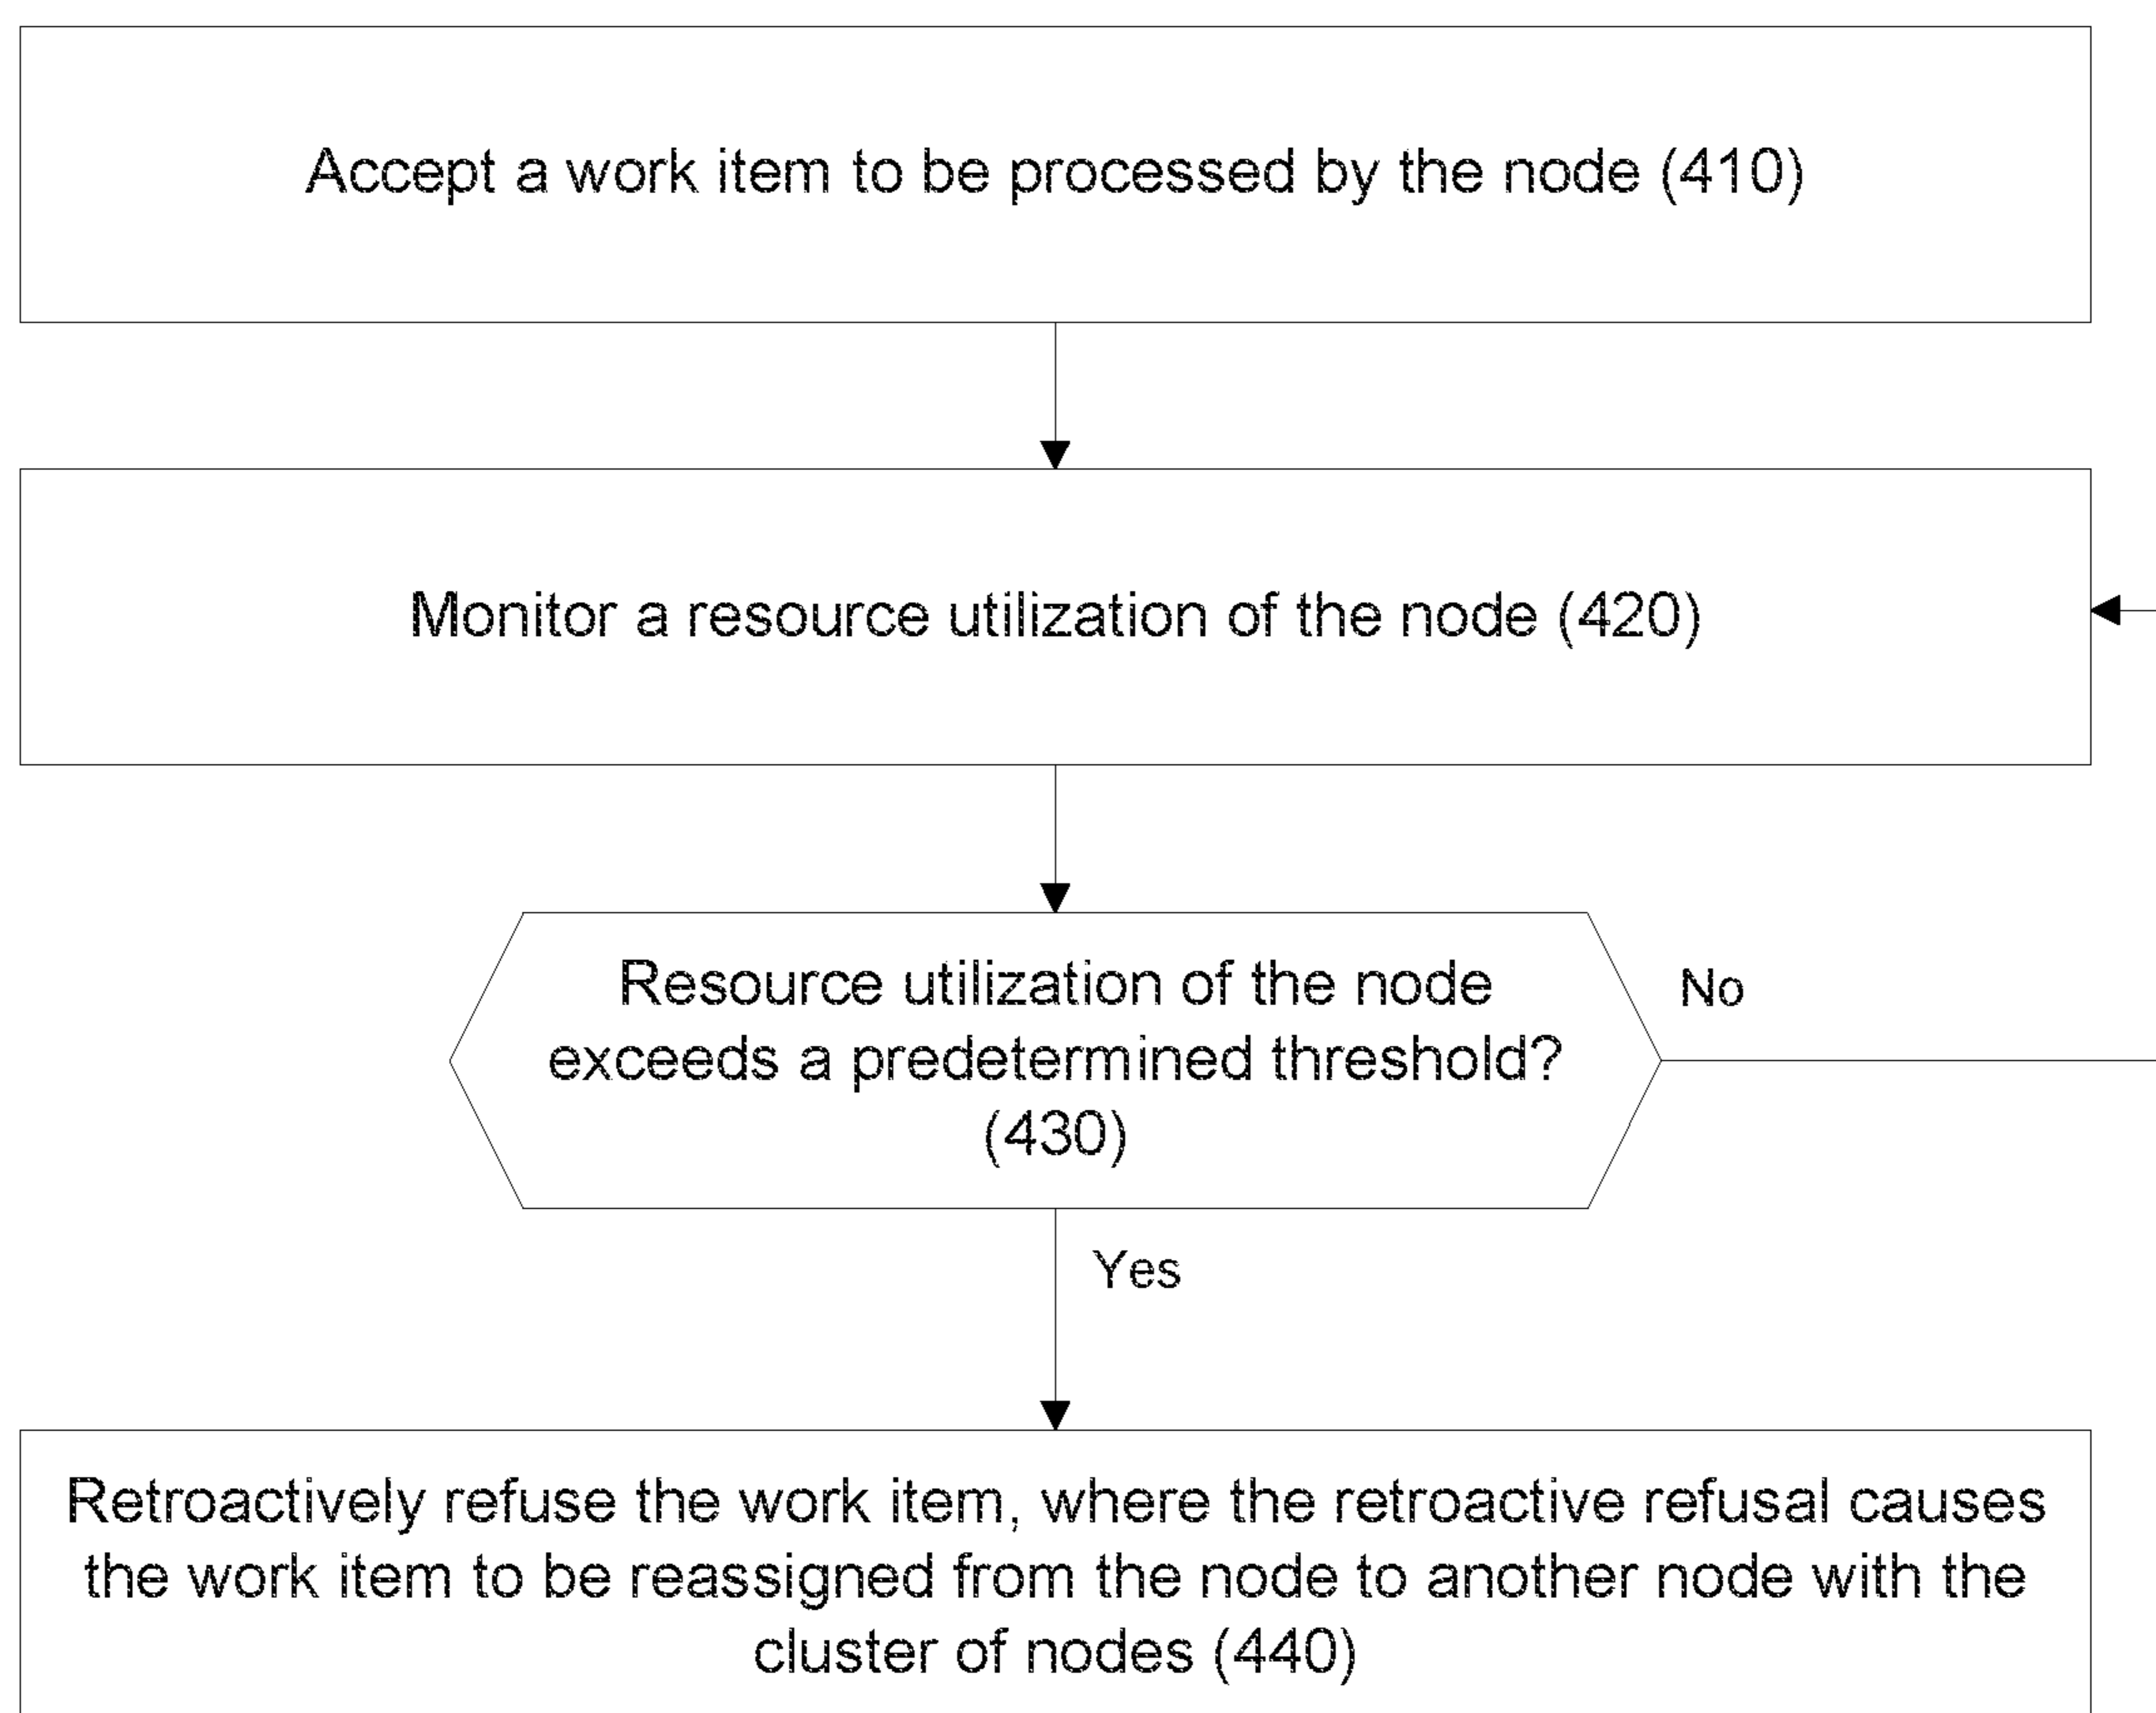 Accept a work item to be processed by the node (410)
Monitor a resource utilization of the node (420)
Resource utilization of the node
exceeds a predetermined threshold?
(430)
No
Yes
Retroactively refuse the work item, where the retroactive refusal causes
the work item to be reassigned from the node to another node with the
cluster of nodes (440)